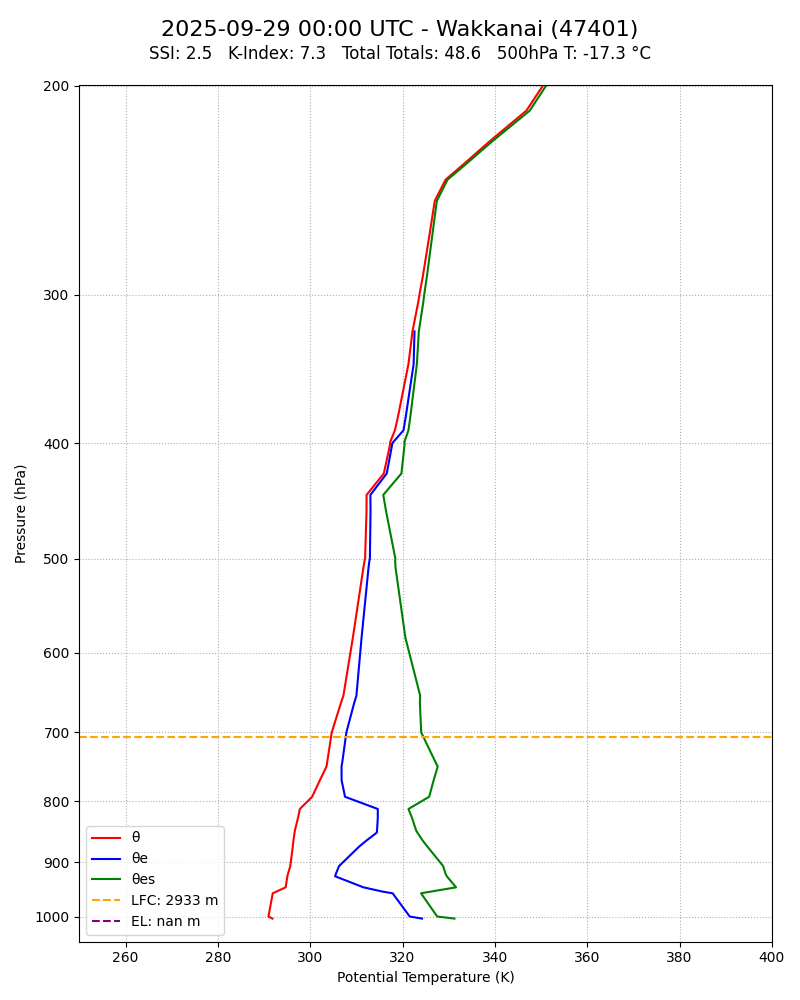 2025-09-29 00:00 UTC - Wakkanai (47401)
SSI: 2.5 K-Index: 7.3 Total Totals: 48.6 500hPa T: -17.3 °C
200
300
400
500
600
700
800
900
1000
Pressure (hPa)
θ
θe
θes
LFC: 2933 m
EL: nan m
260 280 300 320 340 360 380 400
Potential Temperature (K)